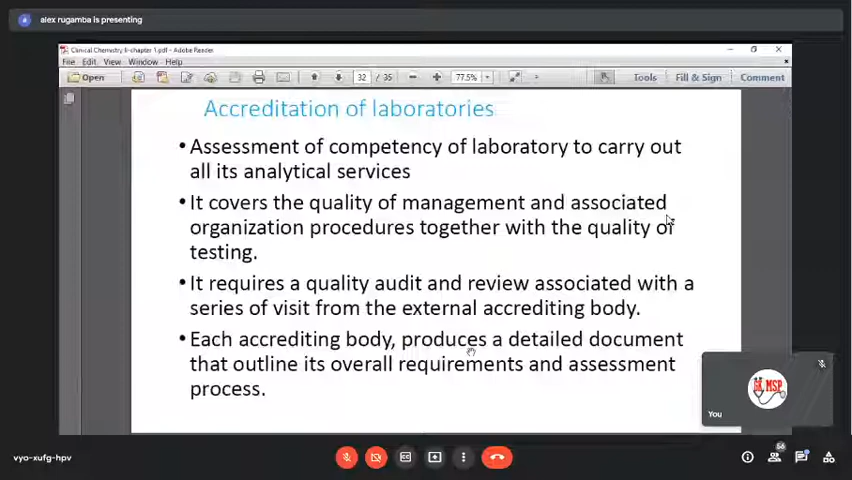 alex rugamba is presenting
Clinical Chemistry II-chapter 1.pdf - Adobe Reader
File Edit View Window Help
Open 32 / 35 77.5% Tools Fill & Sign Comment
Accreditation of laboratories
•Assessment of competency of laboratory to carry out
all its analytical services
•It covers the quality of management and associated
organization procedures together with the quality of
testing.
•It requires a quality audit and review associated with a
series of visit from the external accrediting body.
•Each accrediting body, produces a detailed document
that outline its overall requirements and assessment
process.
MSP
You
vyo-xufg-hpv